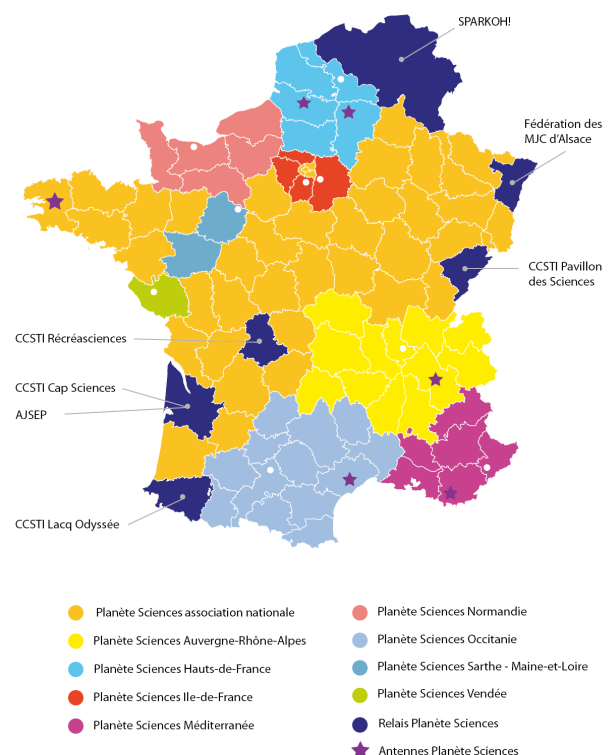 SPARKOH!
Fédération des
MJC d'Alsace
CCSTI Pavillon
des Sciences
CCSTI Récréasciences
CCSTI Cap Sciences
AJSEP
CCSTI Lacq Odyssée
Planète Sciences association nationale
Planète Sciences Auvergne-Rhône-Alpes
Planète Sciences Hauts-de-France
Planète Sciences Ile-de-France
Planète Sciences Méditerranée
Planète Sciences Normandie
Planète Sciences Occitanie
Planète Sciences Sarthe - Maine-et-Loire
Planète Sciences Vendée
Relais Planète Sciences
Antennes Planète Sciences